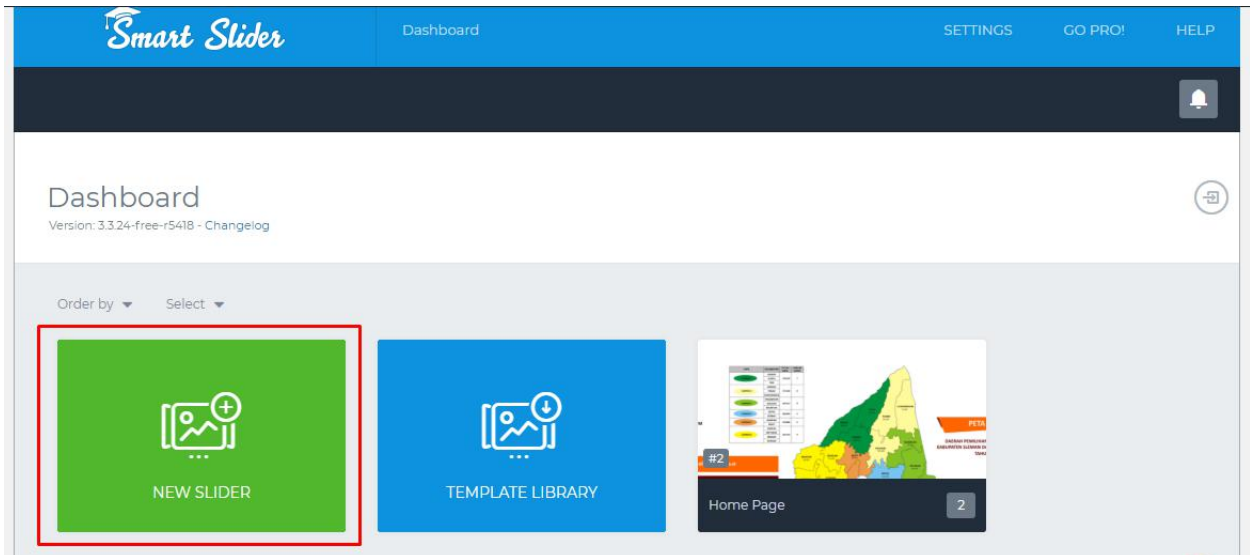 Smart Slider
Dashboard
SETTINGS
GO PRO!
HELP
Dashboard
Version: 3.3.24-free-r5418 - Changelog
Order by
Select
NEW SLIDER
TEMPLATE LIBRARY
PETA
#2
Home Page
2